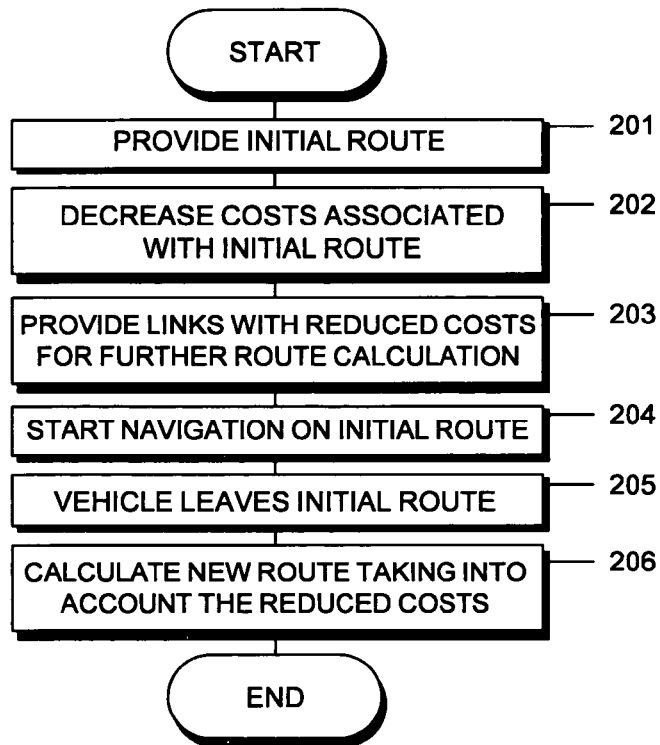 START
PROVIDE INITIAL ROUTE
201
DECREASE COSTS ASSOCIATED
WITH INITIAL ROUTE
202
PROVIDE LINKS WITH REDUCED COSTS
FOR FURTHER ROUTE CALCULATION
203
START NAVIGATION ON INITIAL ROUTE
204
VEHICLE LEAVES INITIAL ROUTE
205
CALCULATE NEW ROUTE TAKING INTO
ACCOUNT THE REDUCED COSTS
206
END